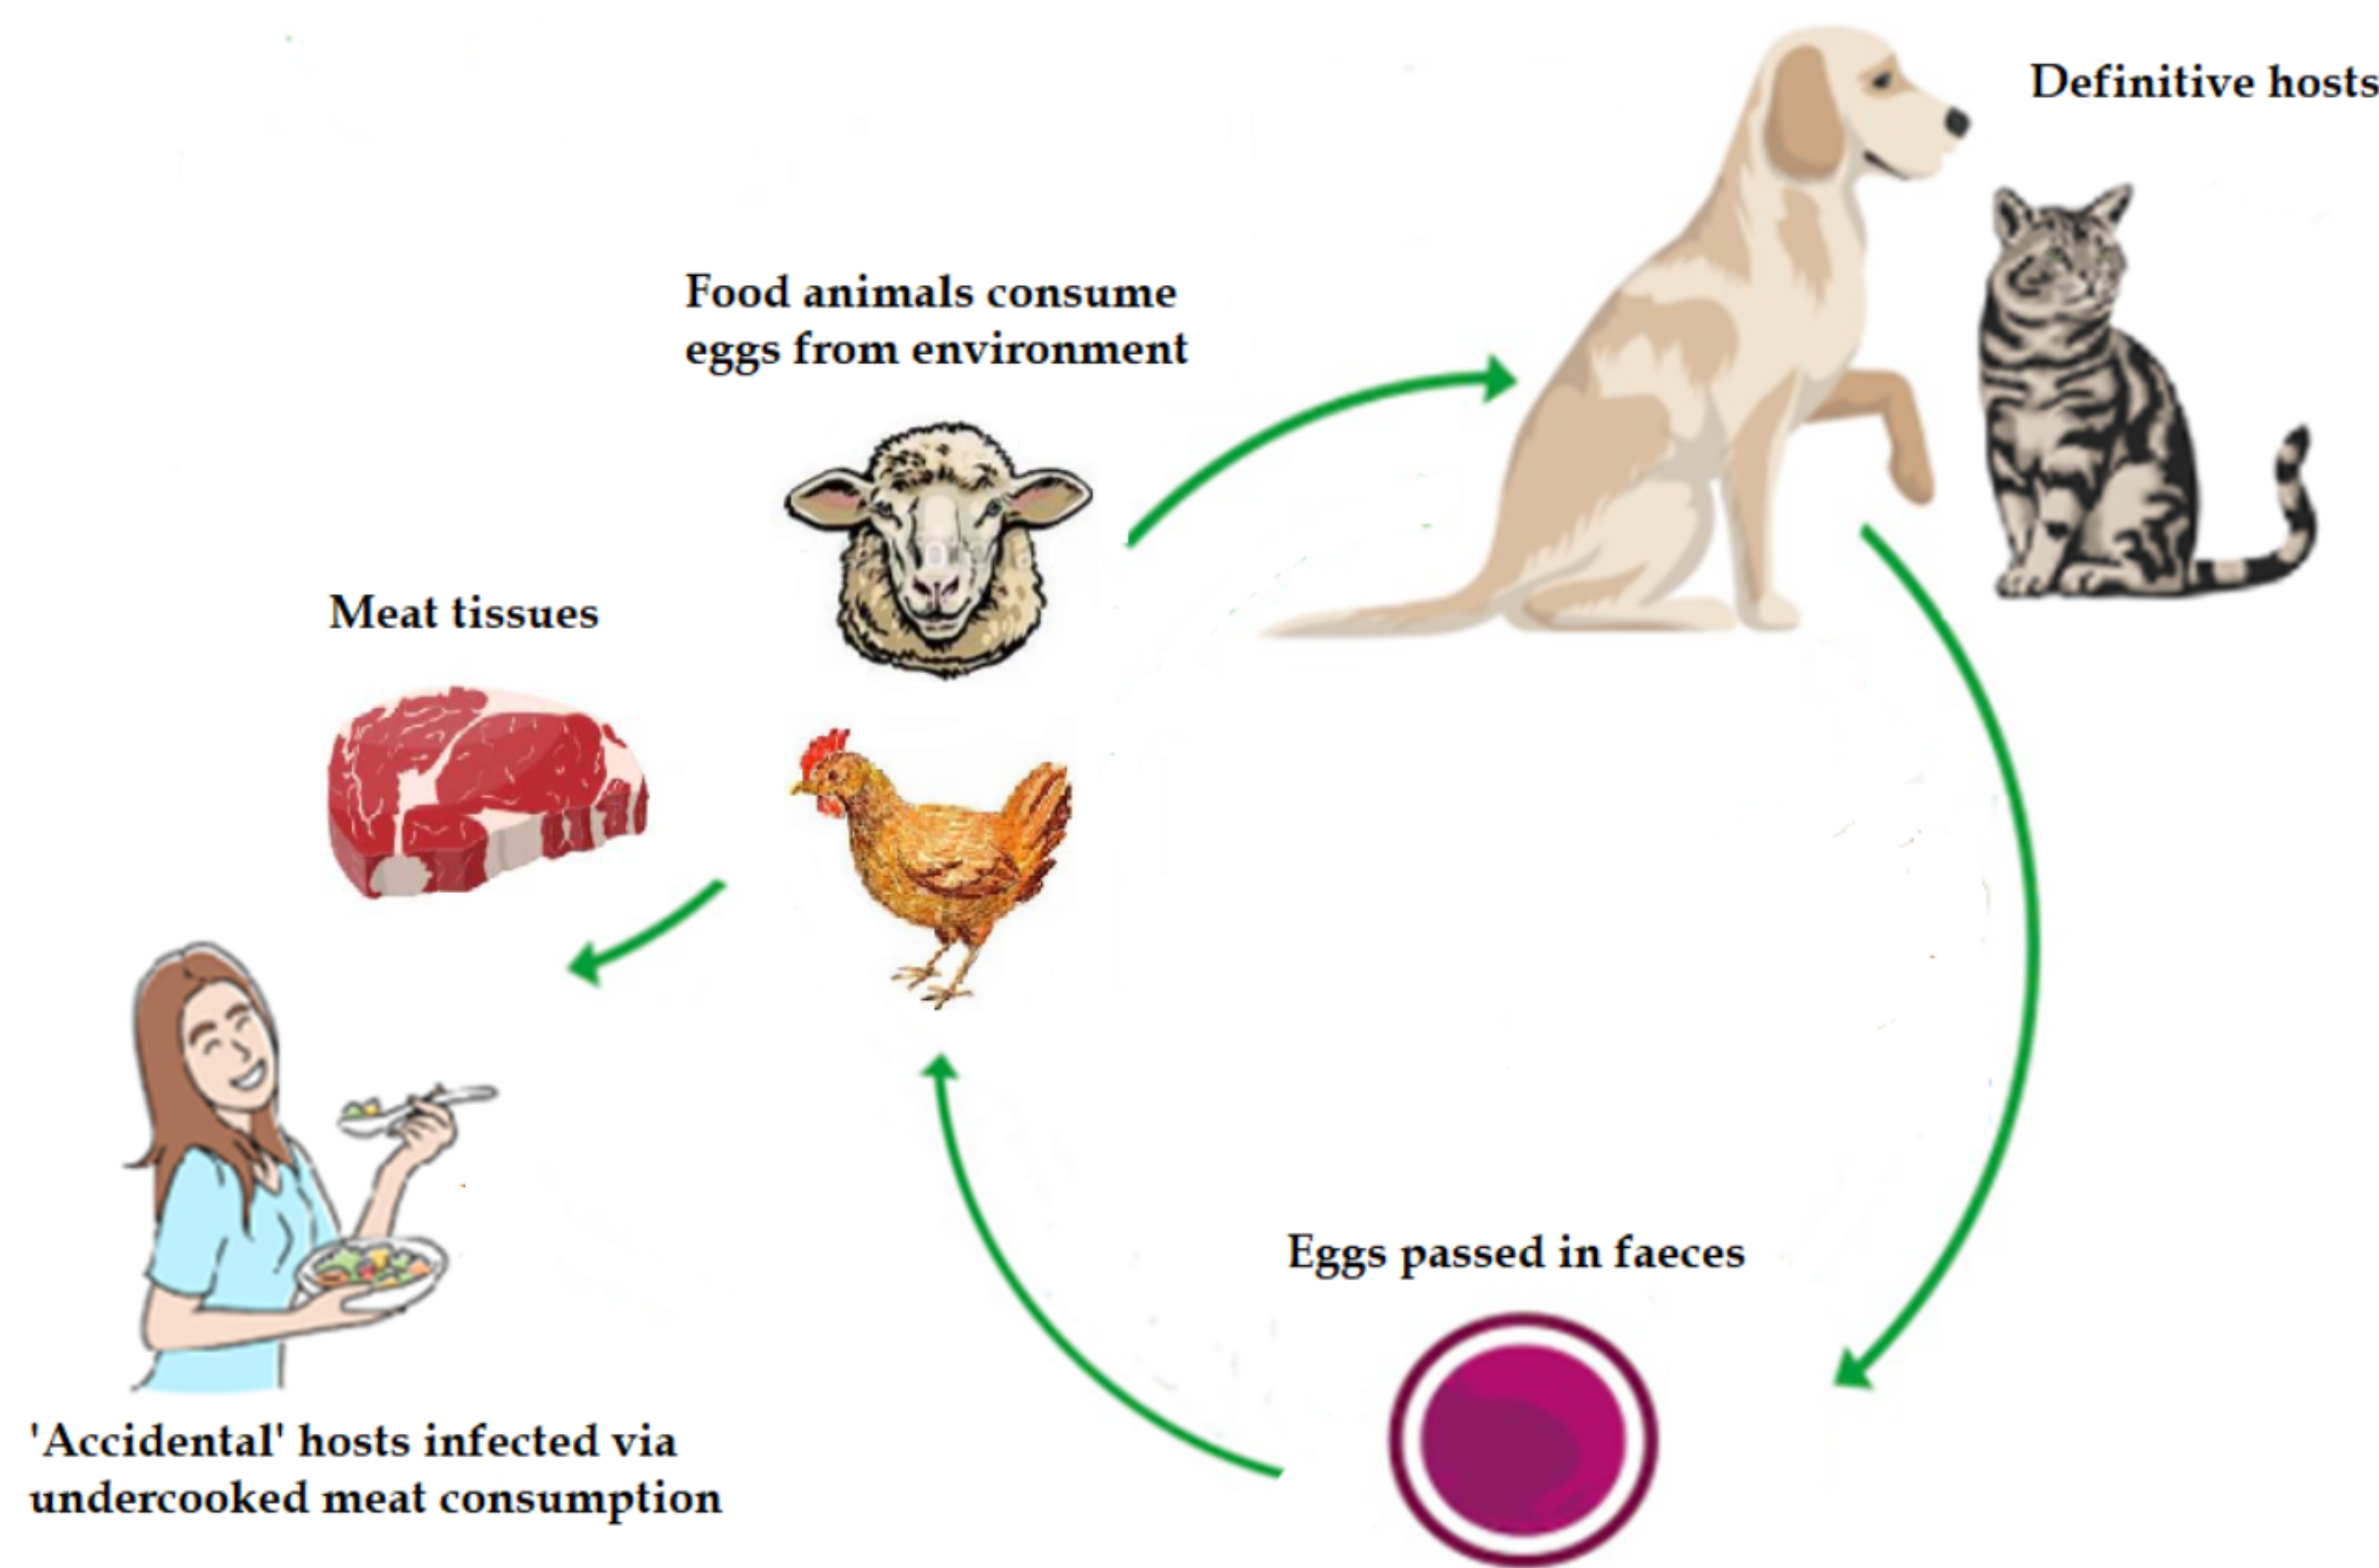 Definitive hosts
Food animals consume
eggs from environment
Meat tissues
Eggs passed in faeces
'Accidental' hosts infected via
undercooked meat consumption